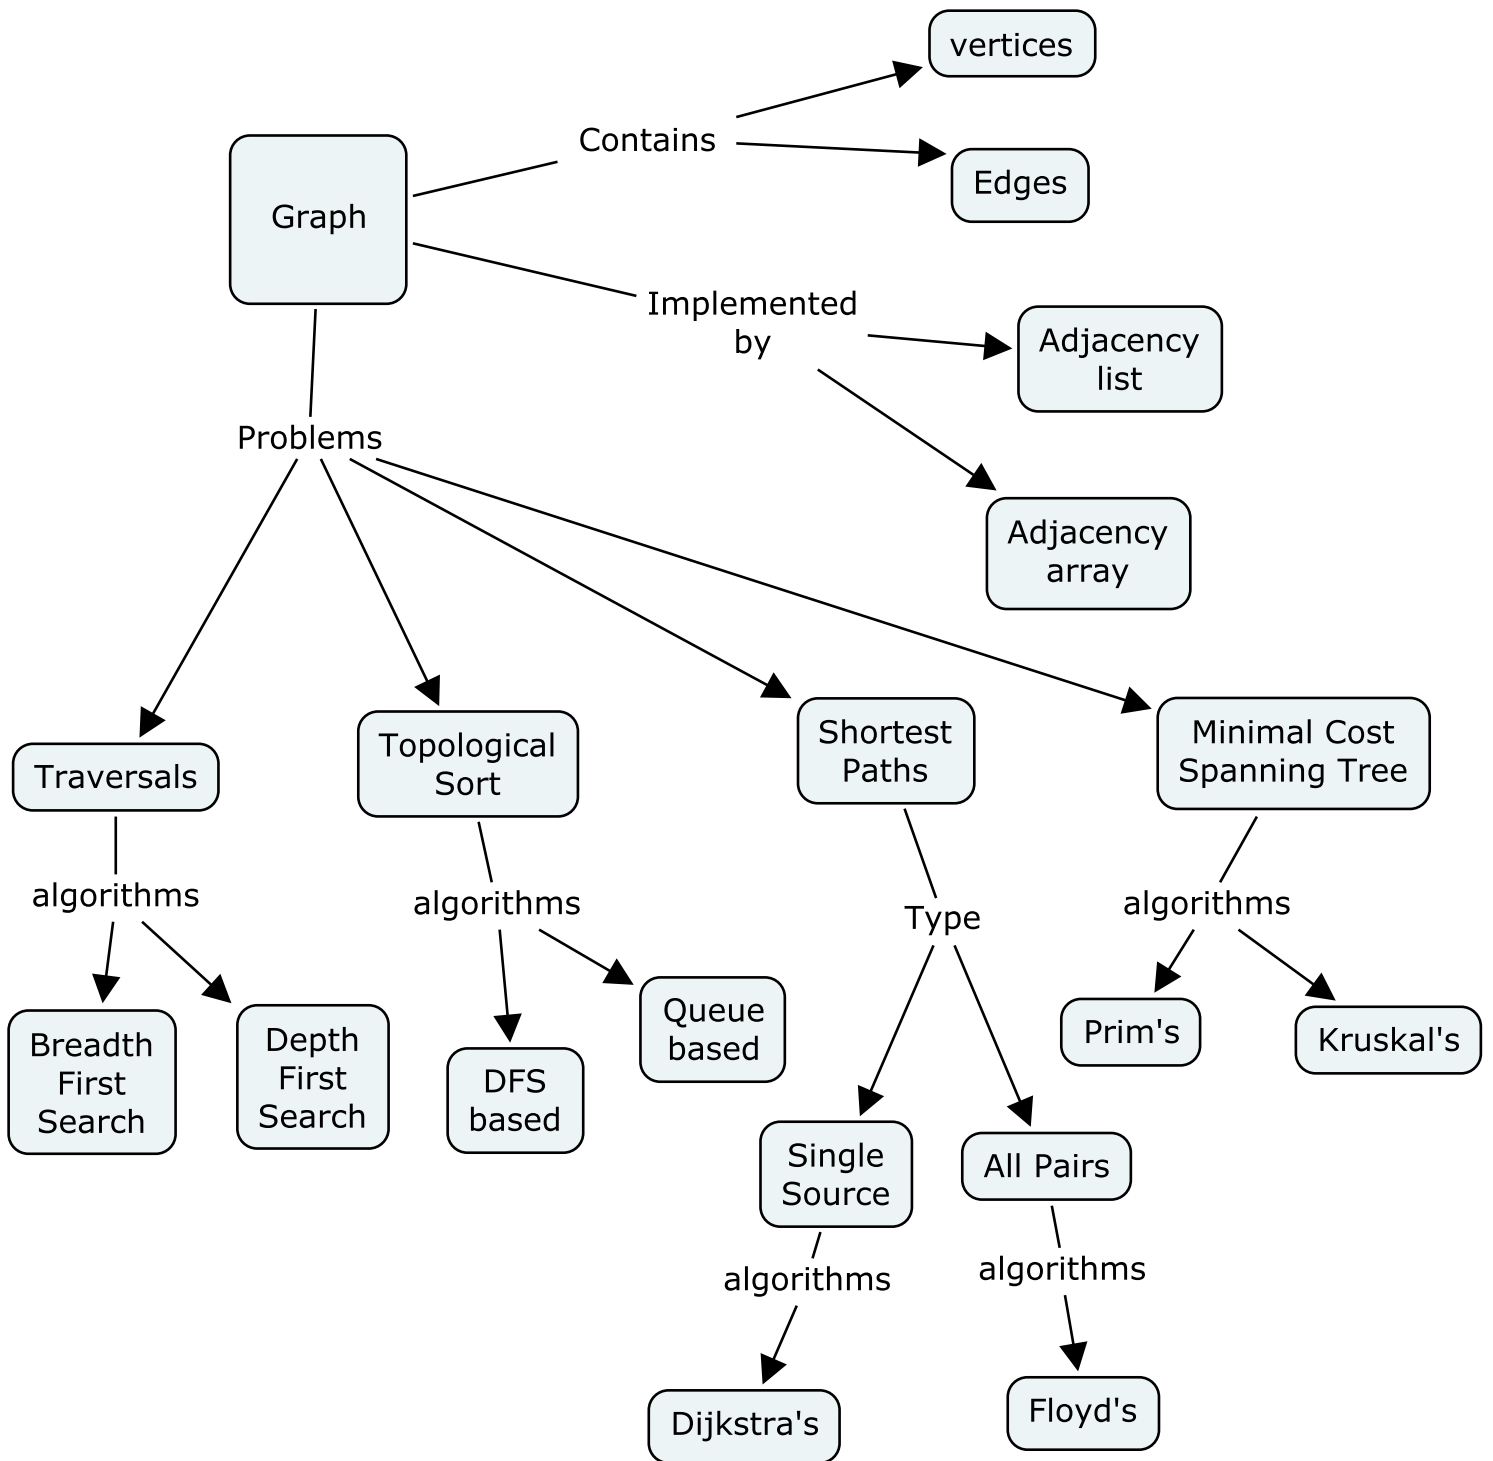 vertices
Contains
Edges
Graph
Implemented
by
Adjacency
list
Problems
Adjacency
array
Traversals
Topological
Sort
Shortest
Paths
Minimal Cost
Spanning Tree
algorithms
algorithms
Type
algorithms
Breadth
First
Search
Depth
First
Search
DFS
based
Queue
based
Prim's
Kruskal's
Single
Source
All Pairs
algorithms
algorithms
Dijkstra's
Floyd's